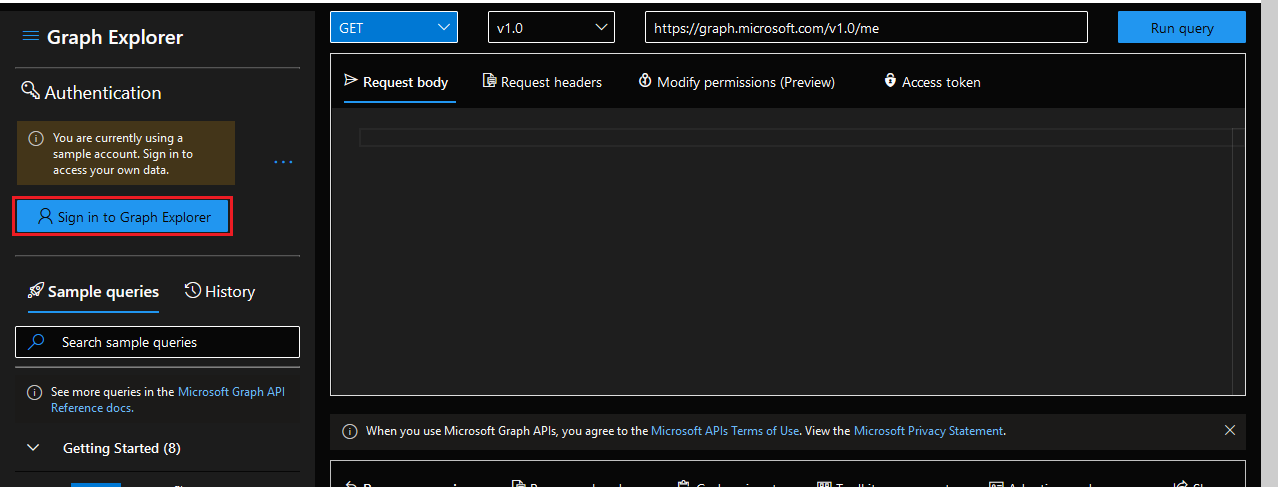 Graph Explorer
GET
v1.0
https://graph.microsoft.com/v1.0/me
Run query
Authentication
You are currently using a
sample account. Sign in to
access your own data.
...
Sign in to Graph Explorer
Sample queries
History
Search sample queries
See more queries in the Microsoft Graph API
Reference docs.
Getting Started (8)
Request body
Request headers
Modify permissions (Preview)
Access token
When you use Microsoft Graph APIs, you agree to the Microsoft APIs Terms of Use. View the Microsoft Privacy Statement.